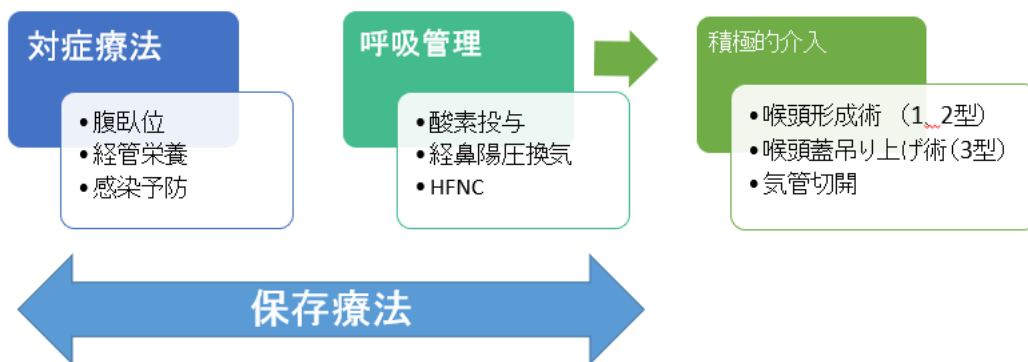 対症療法
•腹臥位
•経管栄養
•感染予防
呼吸管理
•酸素投与
•経鼻陽圧換気
•HFNC
積極的介入
•喉頭形成術 （1、2型）
•喉頭蓋吊り上げ術（3型）
•気管切開
保存療法